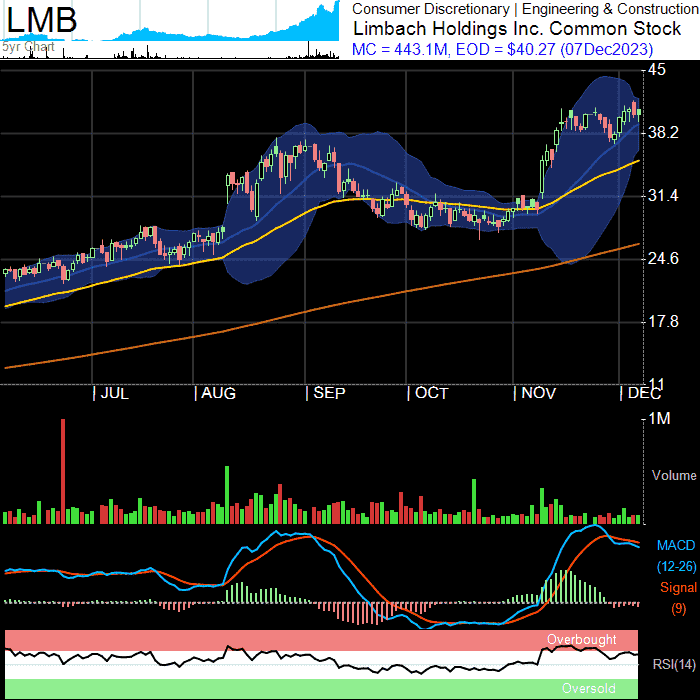 LMB
5yr Chart
Consumer Discretionary | Engineering & Construction
Limbach Holdings Inc. Common Stock
MC = 443.1M, EOD = $40.27 (07Dec2023)
45
38.2
31.4
24.6
17.8
11
| JUL | AUG | SEP | OCT | NOV | DEC
1M
Volume
MACD
(12-26)
Signal
(9)
Overbought
RSI(14)
Oversold